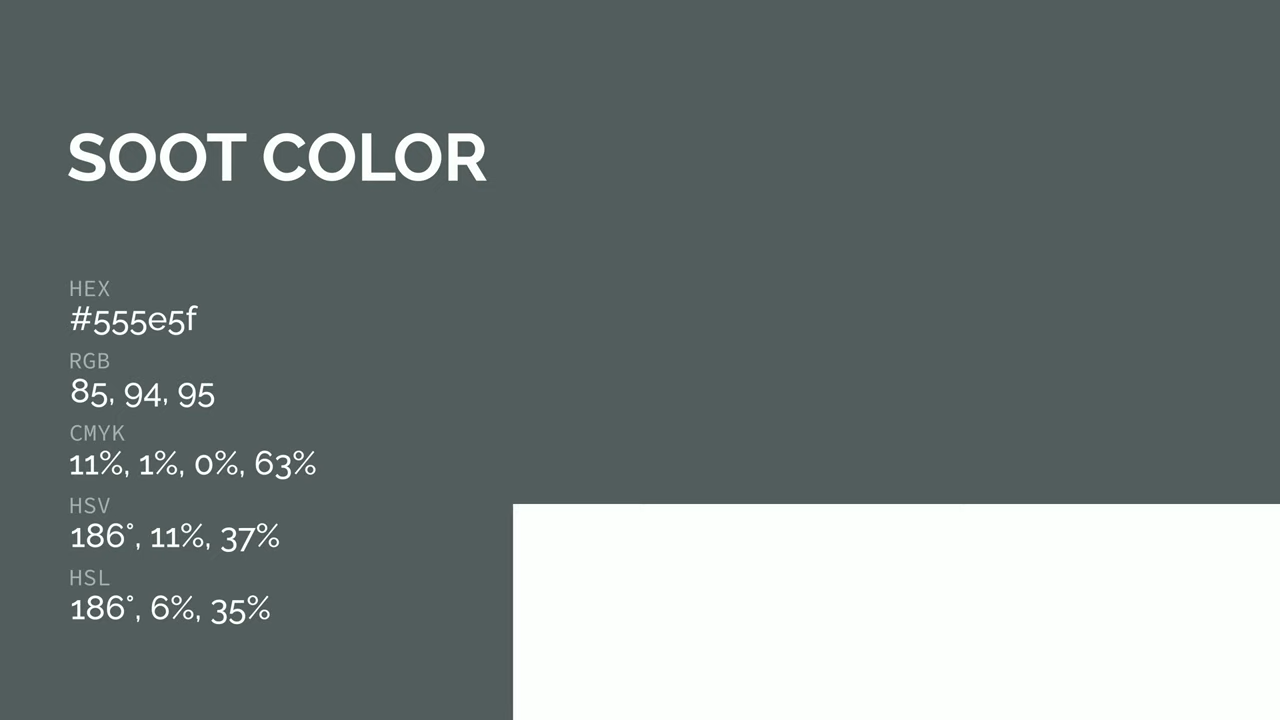 SOOT COLOR
HEX
#555e5f
RGB
85, 94, 95
CMYK
11%, 1%, 0%, 63%
HSV
186°, 11%, 37%
HSL
186°, 6%, 35%